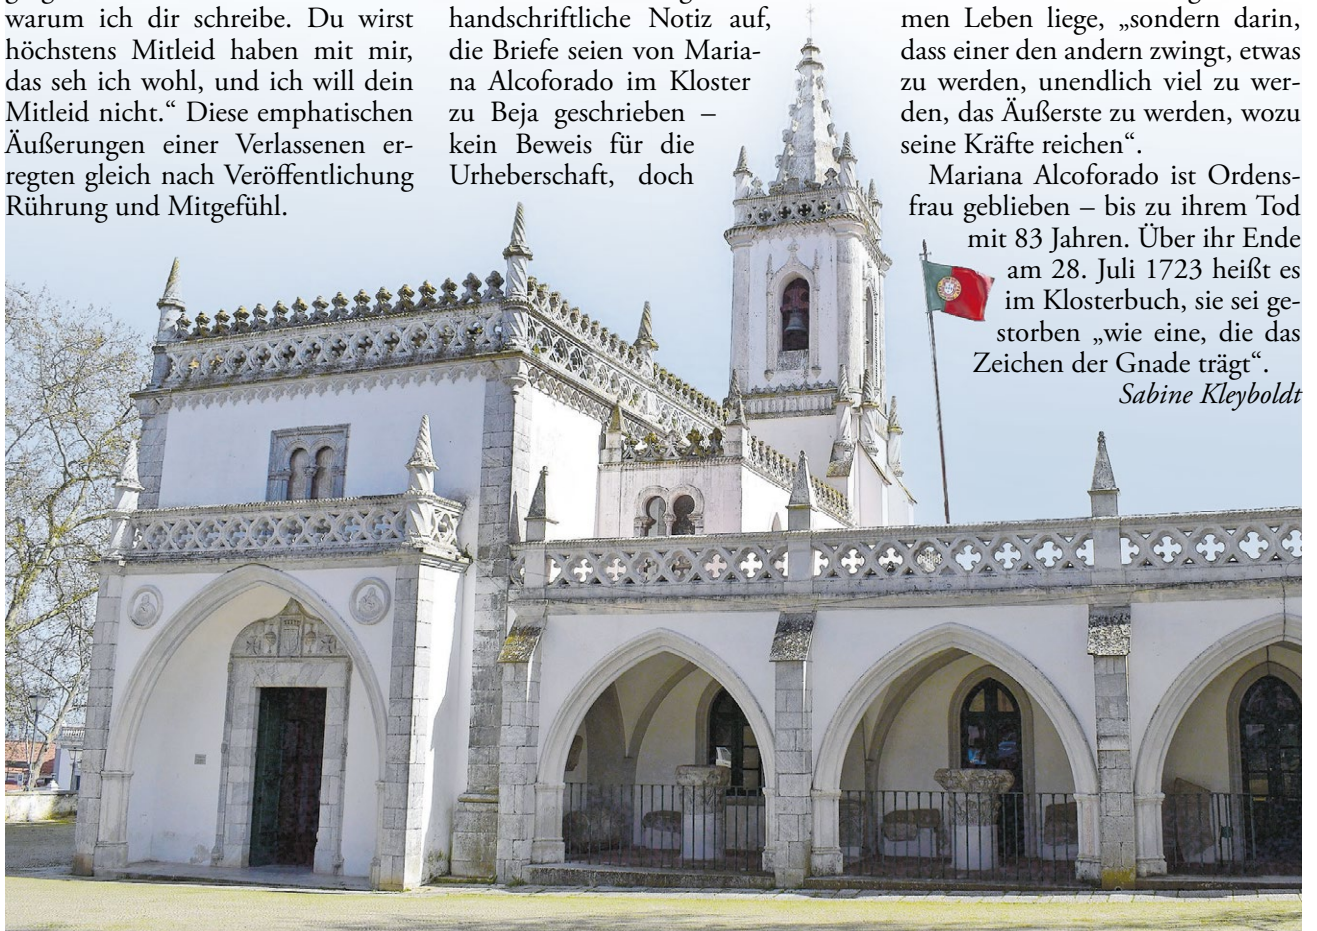 warum ich dir schreibe. Du wirst
höchstens Mitleid haben mit mir,
das seh ich wohl, und ich will dein
Mitleid nicht.“ Diese emphatischen
Äußerungen einer Verlassenen er-
regten gleich nach Veröffentlichung
Rührung und Mitgefühl.
handschriftliche Notiz auf,
die Briefe seien von Maria-
na Alcoforado im Kloster
zu Beja geschrieben –
kein Beweis für die
Urheberschaft, doch
men Leben liege, „sondern darin,
dass einer den andern zwingt, etwas
zu werden, unendlich viel zu wer-
den, das Äußerste zu werden, wozu
seine Kräfte reichen“.
Mariana Alcoforado ist Ordens-
frau geblieben – bis zu ihrem Tod
mit 83 Jahren. Über ihr Ende
am 28. Juli 1723 heißt es
im Klosterbuch, sie sei ge-
storben „wie eine, die das
Zeichen der Gnade trägt“.
Sabine Kleyboldt